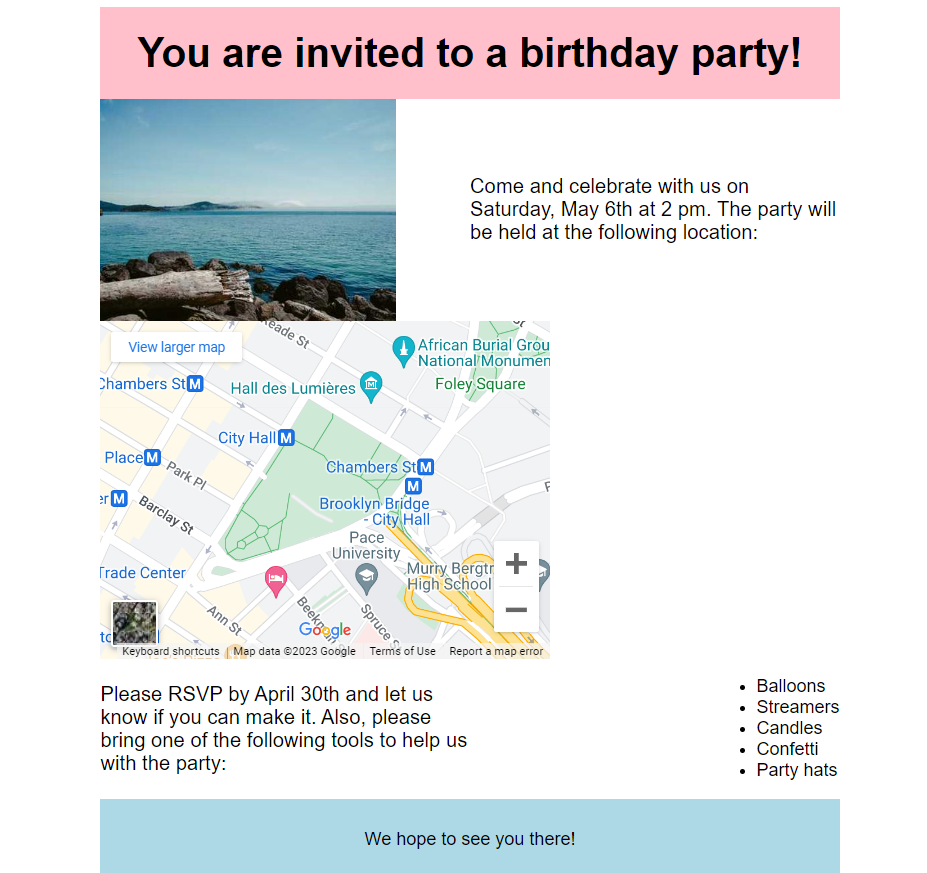 You are invited to a birthday party!
Come and celebrate with us on
Saturday, May 6th at 2 pm. The party will
be held at the following location:
View larger map
African Burial Grou
National Monumen
Foley Square
Chambers St
Hall des Lumières
City Hall
Chambers St
Place
Park Pl
Brooklyn Bridge
- City Hall
Barclay St
Pace
University
Murry Bergtr
High School
Trade Center
Ann St
Beekman
Spruce S
Google
Keyboard shortcuts
Map data ©2023 Google
Terms of Use
Report a map error
Please RSVP by April 30th and let us
know if you can make it. Also, please
bring one of the following tools to help us
with the party:
Balloons
Streamers
Candles
Confetti
Party hats
We hope to see you there!